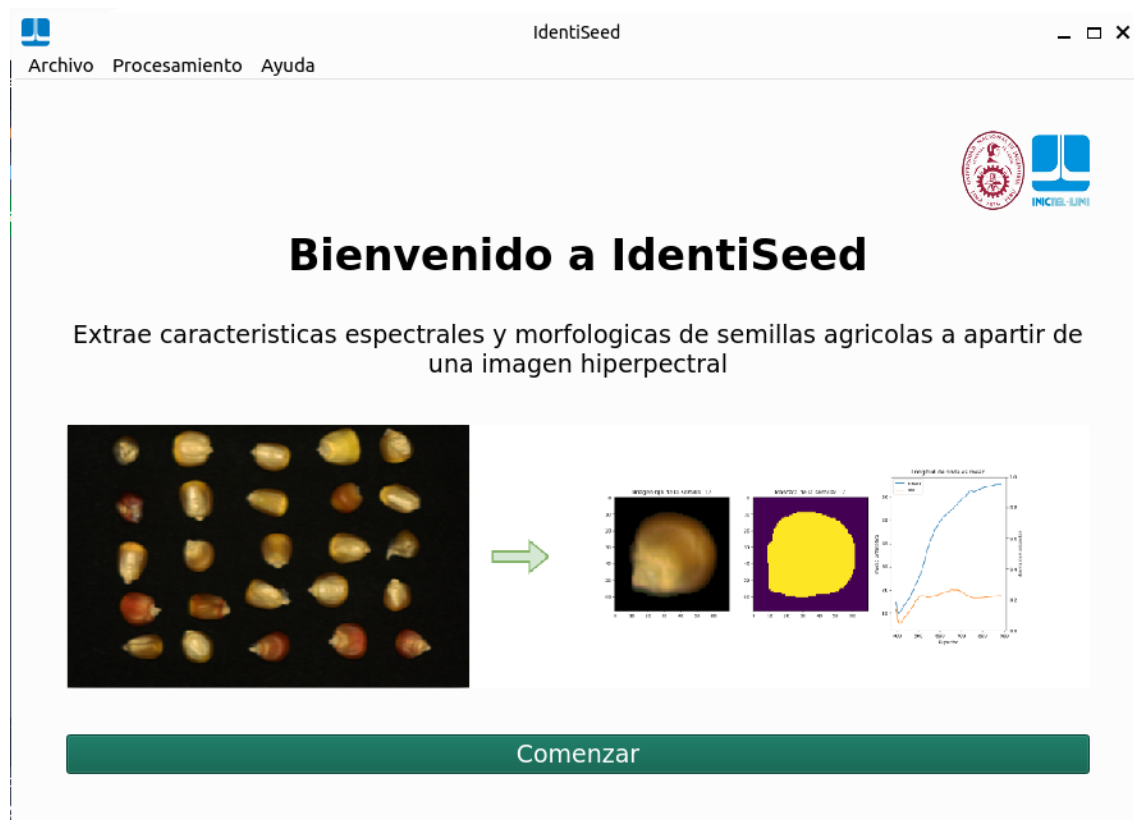 IdentiSeed
Archivo Procesamiento Ayuda
INICTEL-UNI
Bienvenido a IdentiSeed
Extrae caracteristicas espectrales y morfologicas de semillas agricolas a apartir de
una imagen hiperpectral
Comenzar